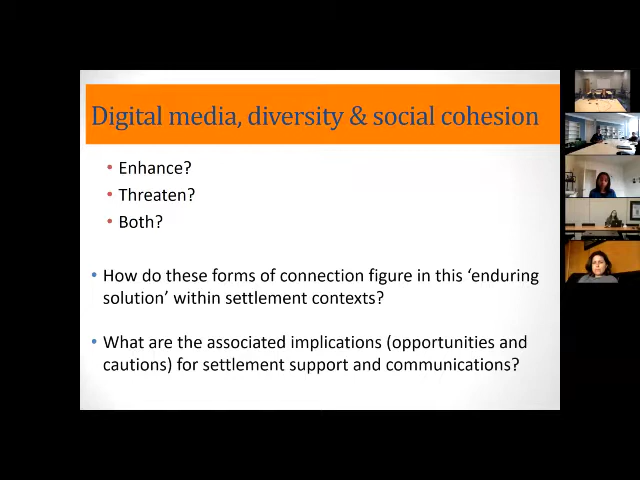 Digital media, diversity & social cohesion
• Enhance?
• Threaten?
• Both?
• How do these forms of connection figure in this ‘enduring
solution’ within settlement contexts?
• What are the associated implications (opportunities and
cautions) for settlement support and communications?